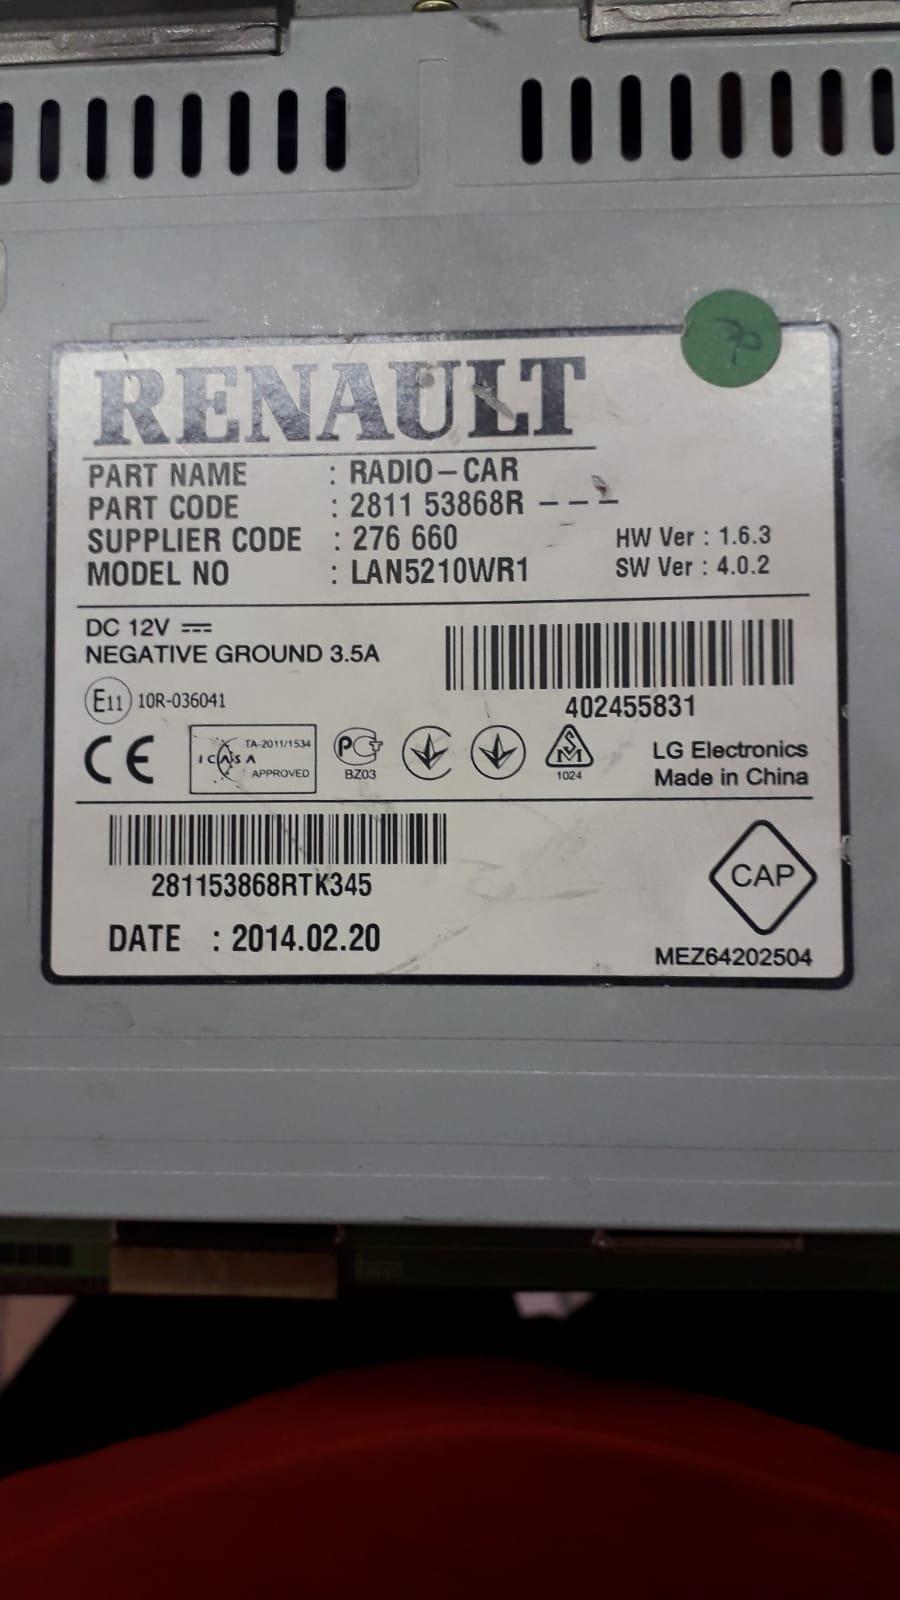 RENAULT
PART NAME : RADIO-CAR
PART CODE : 2811 53868R ---
SUPPLIER CODE : 276 660 HW Ver : 1.6.3
MODEL NO : LAN5210WR1 SW Ver : 4.0.2
DC 12V
NEGATIVE GROUND 3.5A
402455831
E11 10R-036041
CE
ICASA TA-2011/1534 APPROVED
BZ03
SM
1024
LG Electronics
Made in China
281153868RTK345
DATE : 2014.02.20
CAP
MEZ64202504